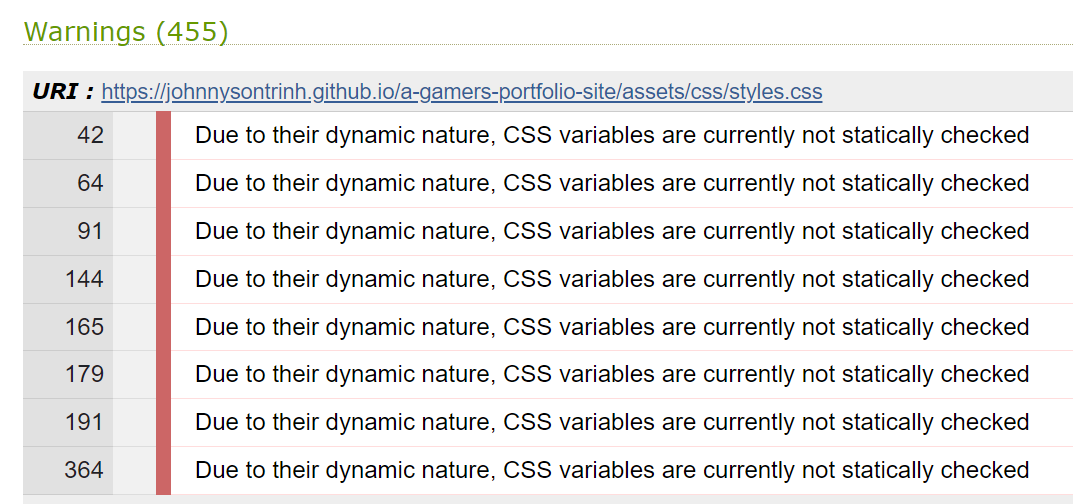 Warnings (455)
URI : https://johnnysontrinh.github.io/a-gamers-portfolio-site/assets/css/styles.css
42 Due to their dynamic nature, CSS variables are currently not statically checked
64 Due to their dynamic nature, CSS variables are currently not statically checked
91 Due to their dynamic nature, CSS variables are currently not statically checked
144 Due to their dynamic nature, CSS variables are currently not statically checked
165 Due to their dynamic nature, CSS variables are currently not statically checked
179 Due to their dynamic nature, CSS variables are currently not statically checked
191 Due to their dynamic nature, CSS variables are currently not statically checked
364 Due to their dynamic nature, CSS variables are currently not statically checked